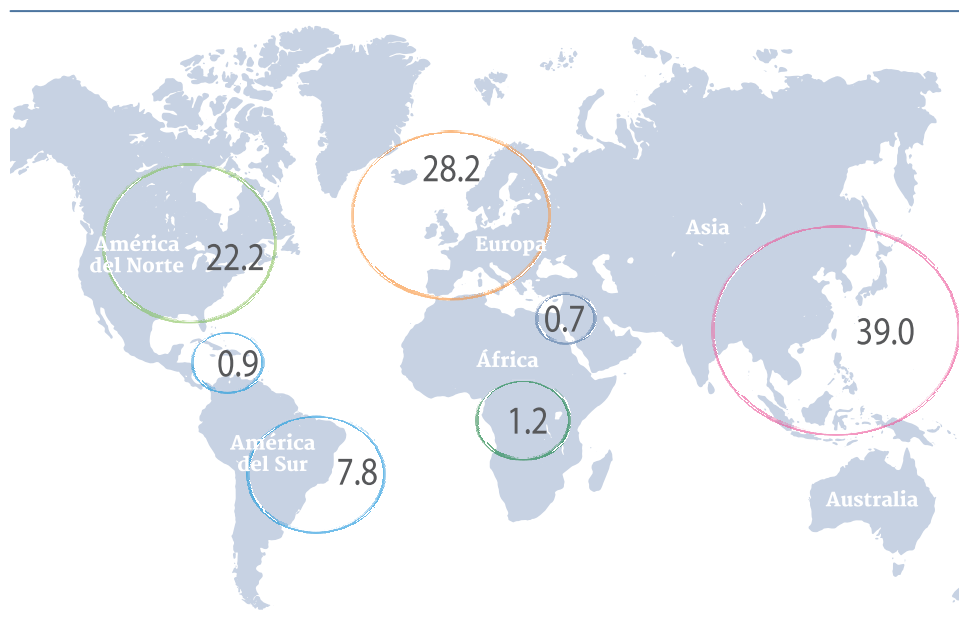 28.2
Asia
América
del Norte
22.2
Europa
0.7
39.0
África
0.9
1.2
América
del Sur
7.8
Australia